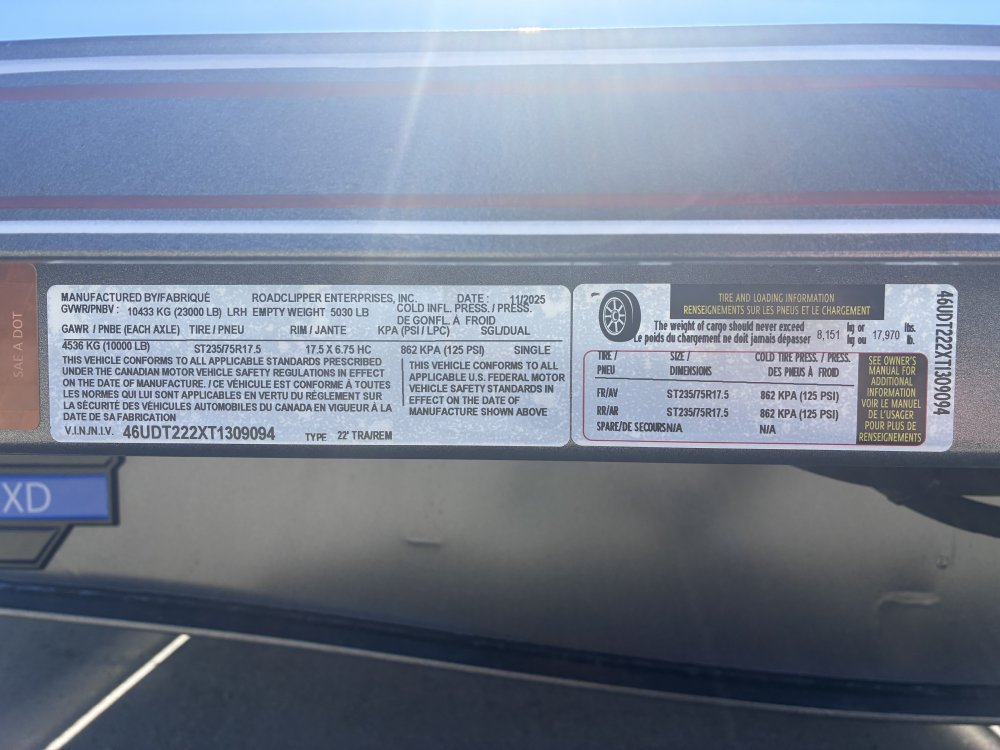 SAE A DOT
XD
MANUFACTURED BY/FABRIQUÉ ROADCLIPPER ENTERPRISES, INC. DATE : 11/2025
GVWR/PNBV : 10433 KG (23000 LB) LRH EMPTY WEIGHT 5030 LB COLD INFL. PRESS. / PRESS.
DE GONFL. À FROID
GAWR / PNBE (EACH AXLE) TIRE / PNEU RIM / JANTE KPA (PSI / LPC) SGL/DUAL
4536 KG (10000 LB) ST235/75R17.5 17.5 X 6.75 HC 862 KPA (125 PSI) SINGLE
THIS VEHICLE CONFORMS TO ALL APPLICABLE STANDARDS PRESCRIBED
UNDER THE CANADIAN MOTOR VEHICLE SAFETY REGULATIONS IN EFFECT
ON THE DATE OF MANUFACTURE. / CE VÉHICULE EST CONFORME À TOUTES
LES NORMES QUI LUI SONT APPLICABLES EN VERTU DU RÈGLEMENT SUR
LA SÉCURITÉ DES VÉHICULES AUTOMOBILES DU CANADA EN VIGUEUR À LA
DATE DE SA FABRICATION
THIS VEHICLE CONFORMS TO ALL
APPLICABLE U.S. FEDERAL MOTOR
VEHICLE SAFETY STANDARDS IN
EFFECT ON THE DATE OF
MANUFACTURE SHOWN ABOVE
V.I.N./N.I.V. 46UDT222XT1309094 TYPE 22' TRA/REM
TIRE AND LOADING INFORMATION
RENSEIGNEMENTS SUR LES PNEUS ET LE CHARGEMENT
The weight of cargo should never exceed 8,151 kg or 17,970 lbs.
Le poids du chargement ne doit jamais dépasser kg ou lb.
TIRE / SIZE / COLD TIRE PRESS. / PRESS.
PNEU DIMENSIONS DES PNEUS À FROID
FR/AV ST235/75R17.5 862 KPA (125 PSI)
RR/AR ST235/75R17.5 862 KPA (125 PSI)
SPARE/DE SECOURS N/A N/A
SEE OWNER'S
MANUAL FOR
ADDITIONAL
INFORMATION
VOIR LE MANUEL
DE L'USAGER
POUR PLUS DE
RENSEIGNEMENTS
46UDT222XT1309094